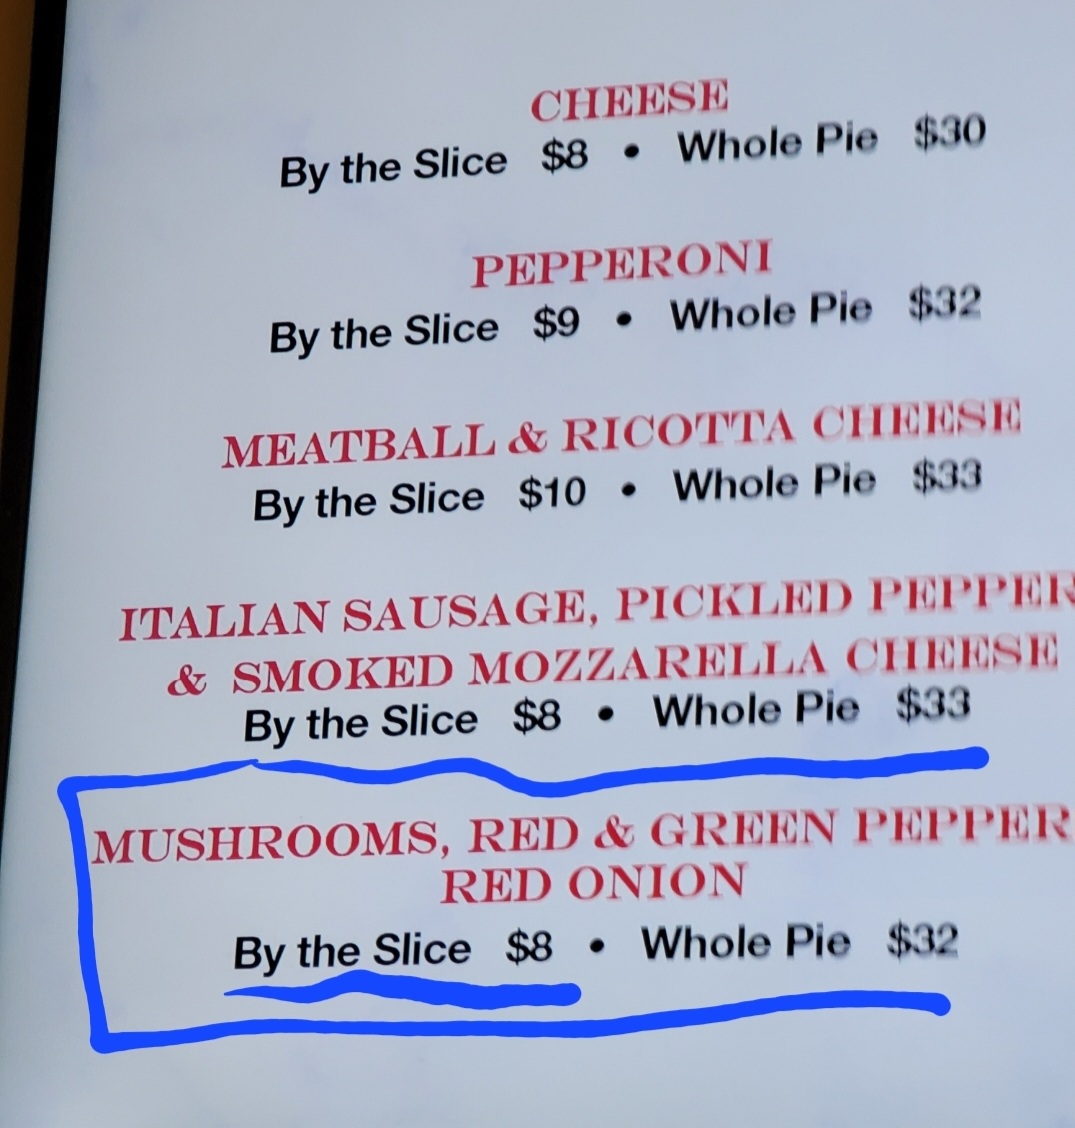 CHEESE
By the Slice $8 • Whole Pie $30
PEPPERONI
By the Slice $9 • Whole Pie $32
MEATBALL & RICOTTA CHEESE
By the Slice $10 • Whole Pie $33
ITALIAN SAUSAGE, PICKLED PEPPER
& SMOKED MOZZARELLA CHEESE
By the Slice $8 • Whole Pie $33
MUSHROOMS, RED & GREEN PEPPER
RED ONION
By the Slice $8 • Whole Pie $32